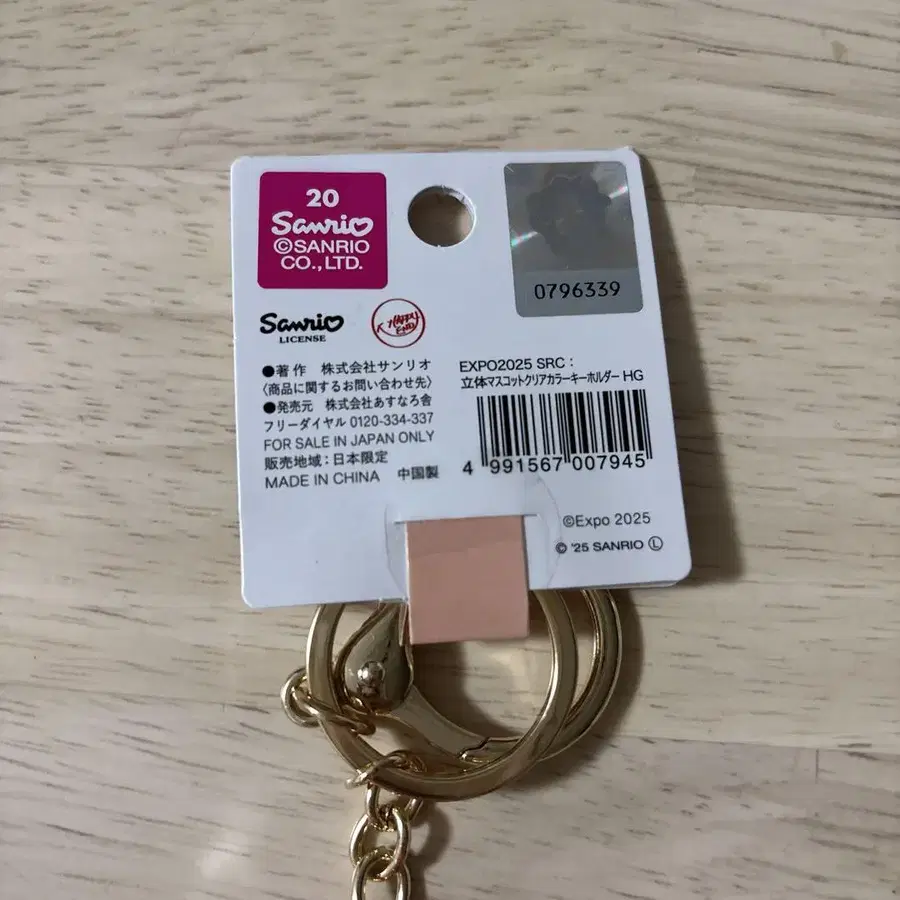 20
Sanrio
©SANRIO
CO.,LTD.
0796339
Sanrio
LICENSE
●著作 株式会社サンリオ
〈商品に関するお問い合わせ先〉
●発売元 株式会社あすなろ舎
フリーダイヤル 0120-334-337
FOR SALE IN JAPAN ONLY
販売地域：日本限定
MADE IN CHINA 中国製
EXPO2025 SRC：
立体マスコットクリアカラーキーホルダー HG
4 991567 007945
©Expo 2025
© '25 SANRIO Ⓛ